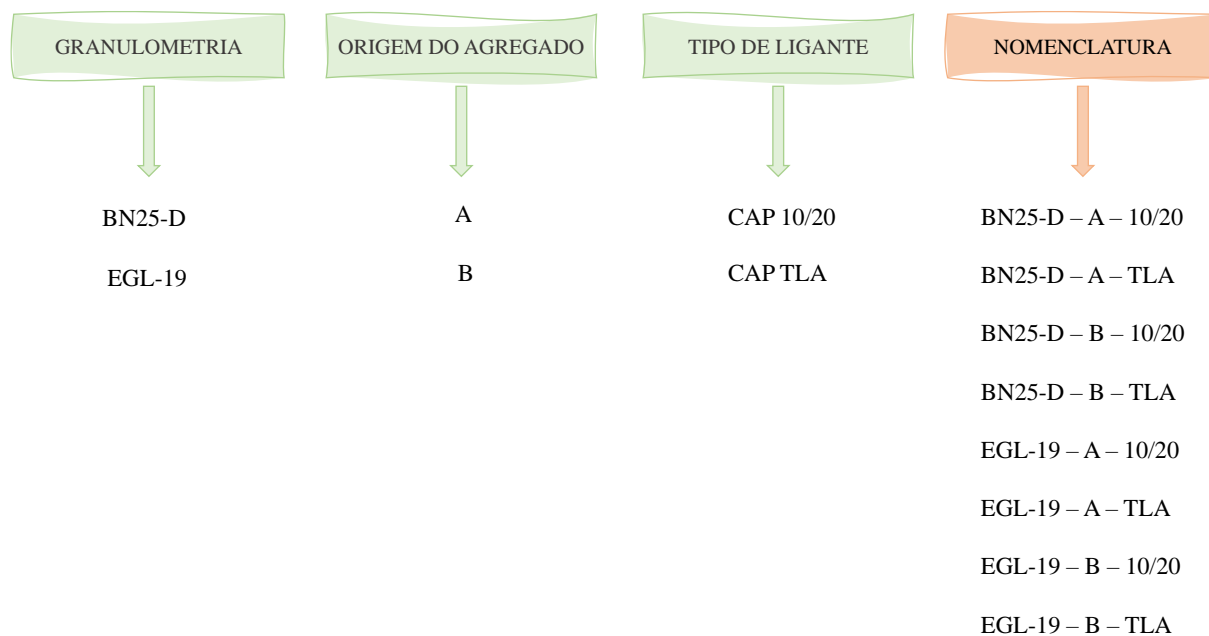 GRANULOMETRIA
ORIGEM DO AGREGADO
TIPO DE LIGANTE
NOMENCLATURA
BN25-D
A
CAP 10/20
BN25-D – A – 10/20
EGL-19
B
CAP TLA
BN25-D – A – TLA
BN25-D – B – 10/20
BN25-D – B – TLA
EGL-19 – A – 10/20
EGL-19 – A – TLA
EGL-19 – B – 10/20
EGL-19 – B – TLA